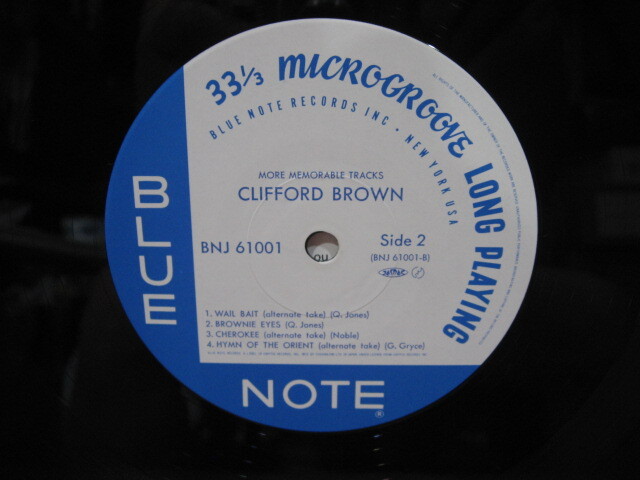 33⅓ MICROGROOVE LONG PLAYING
BLUE NOTE RECORDS INC • NEW YORK USA
MORE MEMORABLE TRACKS
CLIFFORD BROWN
BNJ 61001
Side 2
(BNJ 61001-B)
ou
1. WAIL BAIT (alternate take) (Q. Jones)
2. BROWNIE EYES (Q. Jones)
3. CHEROKEE (alternate take) (Noble)
4. HYMN OF THE ORIENT (alternate take) (G. Gryce)
BLUE
NOTE®